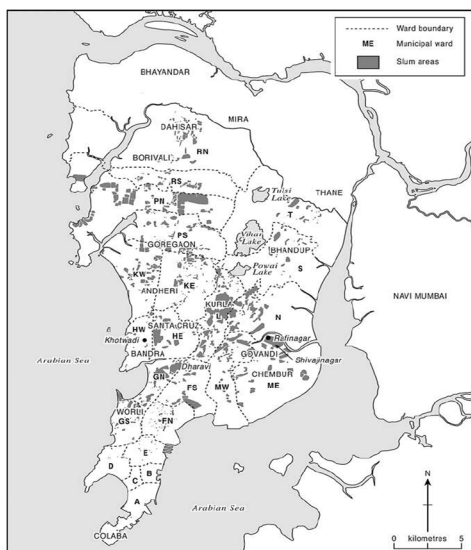 Ward boundary
ME Municipal ward
Slum areas
BHAYANDAR
MIRA
DAHISAR
RN
BORIVALI
THANE
RS
Tulsi
Lake
PN
T
PS
GOREGAON
Vihar
Lake
BHANDUP
Powai
Lake
S
KW
KE
ANDHERI
NAVI MUMBAI
KURLA
L
N
HW
SANTA CRUZ
HE
Khotwadi
Rafinagar
BANDRA
GOVANDI
Shivajinagar
Arabian Sea
GN
Dharavi
CHEMBUR
ME
FS
MW
WORLI
GS
FN
E
D
B
C
A
Arabian Sea
COLABA
N
0 kilometres 5